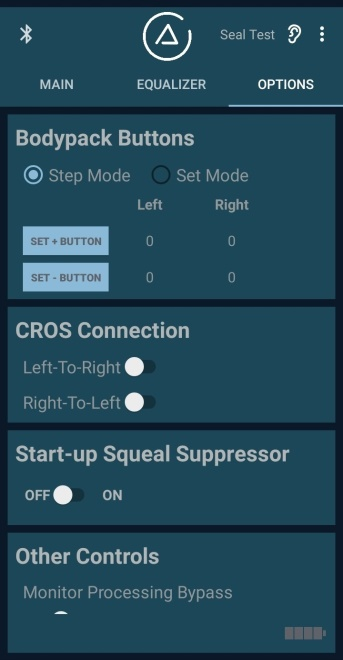 Seal Test
MAIN EQUALIZER OPTIONS
Bodypack Buttons
Step Mode Set Mode
Left Right
SET + BUTTON 0 0
SET - BUTTON 0 0
CROS Connection
Left-To-Right
Right-To-Left
Start-up Squeal Suppressor
OFF ON
Other Controls
Monitor Processing Bypass